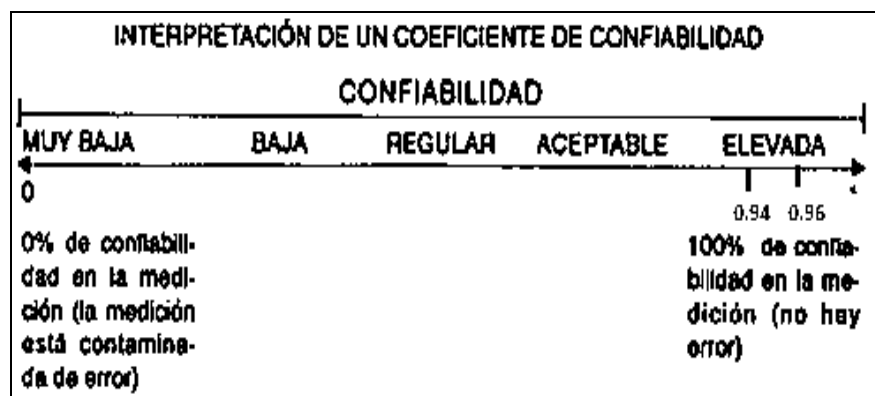 INTERPRETACIÓN DE UN COEFICIENTE DE CONFIABILIDAD
CONFIABILIDAD
MUY BAJA BAJA REGULAR ACEPTABLE ELEVADA
0
0.94 0.96
0% de confiabili-
dad en la medi-
ción (la medición
está contamina-
da de error)
100% de confia-
bilidad en la me-
dición (no hay
error)